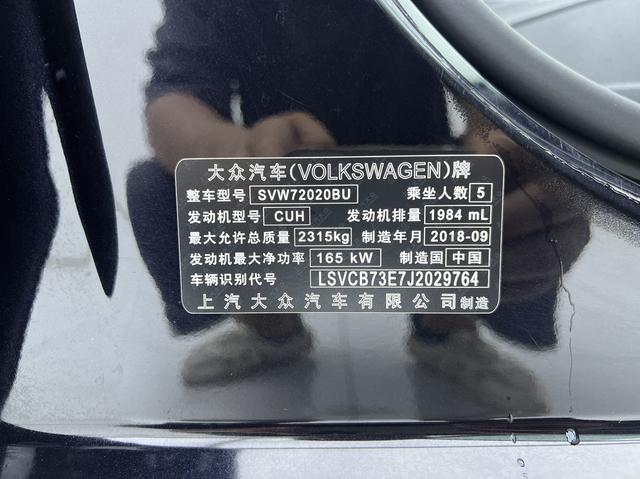 大众汽车(VOLKSWAGEN)牌
整车型号 SVW72020BU 乘坐人数 5
发动机型号 CUH 发动机排量 1984 mL
最大允许总质量 2315kg 制造年月 2018-09
发动机最大净功率 165 kW 制造国 中国
车辆识别代号 LSVCB73E7J2029764
上汽大众汽车有限公司制造